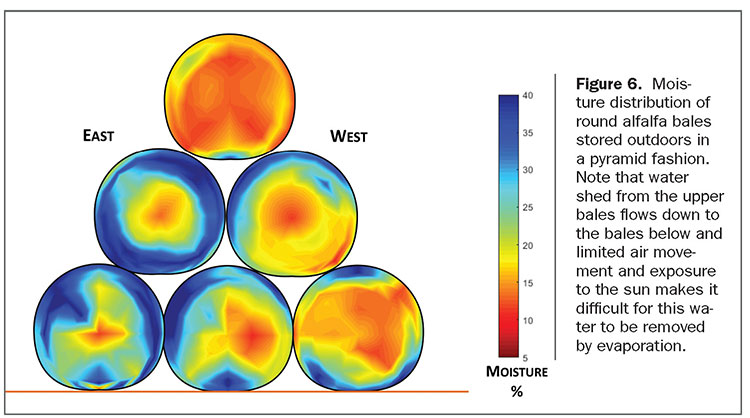 EAST
WEST
40
35
30
25
20
15
10
5
MOISTURE
%
Figure 6. Mois-
ture distribution of
round alfalfa bales
stored outdoors in
a pyramid fashion.
Note that water
shed from the upper
bales flows down to
the bales below and
limited air move-
ment and exposure
to the sun makes it
difficult for this wa-
ter to be removed
by evaporation.